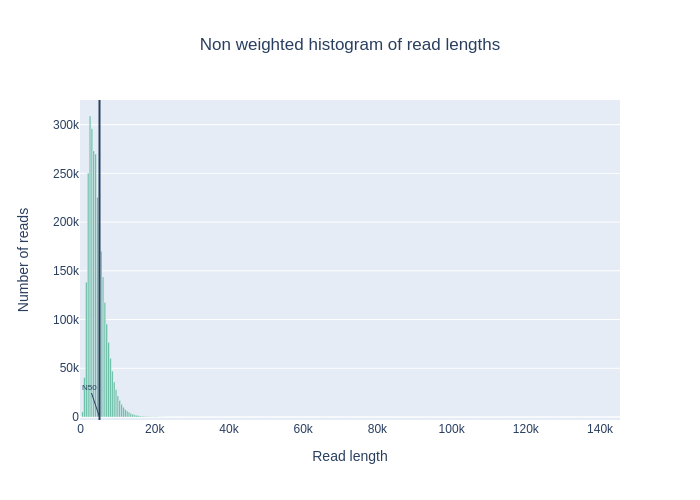 Non weighted histogram of read lengths
Number of reads
300k
250k
200k
150k
100k
50k
0
N50
0 20k 40k 60k 80k 100k 120k 140k
Read length